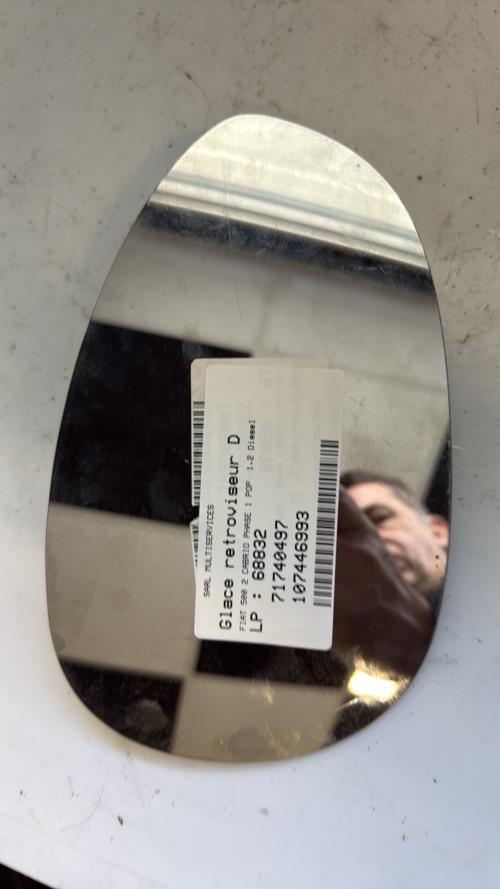 SARL MULTISERVICES
Glace retroviseur D
FIAT 500 2 CABRIO PHASE 1 POP 1.2 Diesel
LP : 68832
71740497
107446993